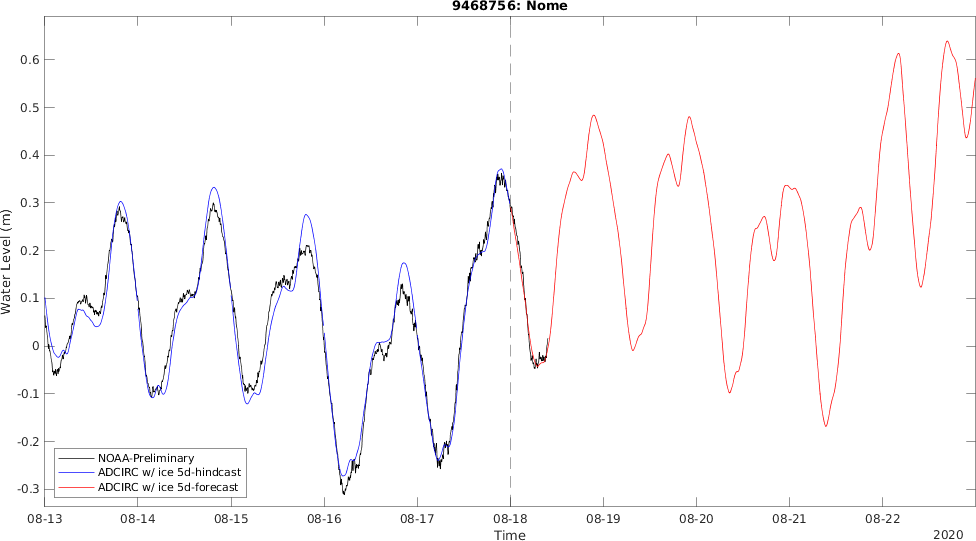 9468756: Nome
0.6
0.5
0.4
0.3
0.2
0.1
0
-0.1
-0.2
-0.3
Water Level (m)
NOAA-Preliminary
ADCIRC w/ ice 5d-hindcast
ADCIRC w/ ice 5d-forecast
08-13 08-14 08-15 08-16 08-17 08-18 08-19 08-20 08-21 08-22
Time
2020